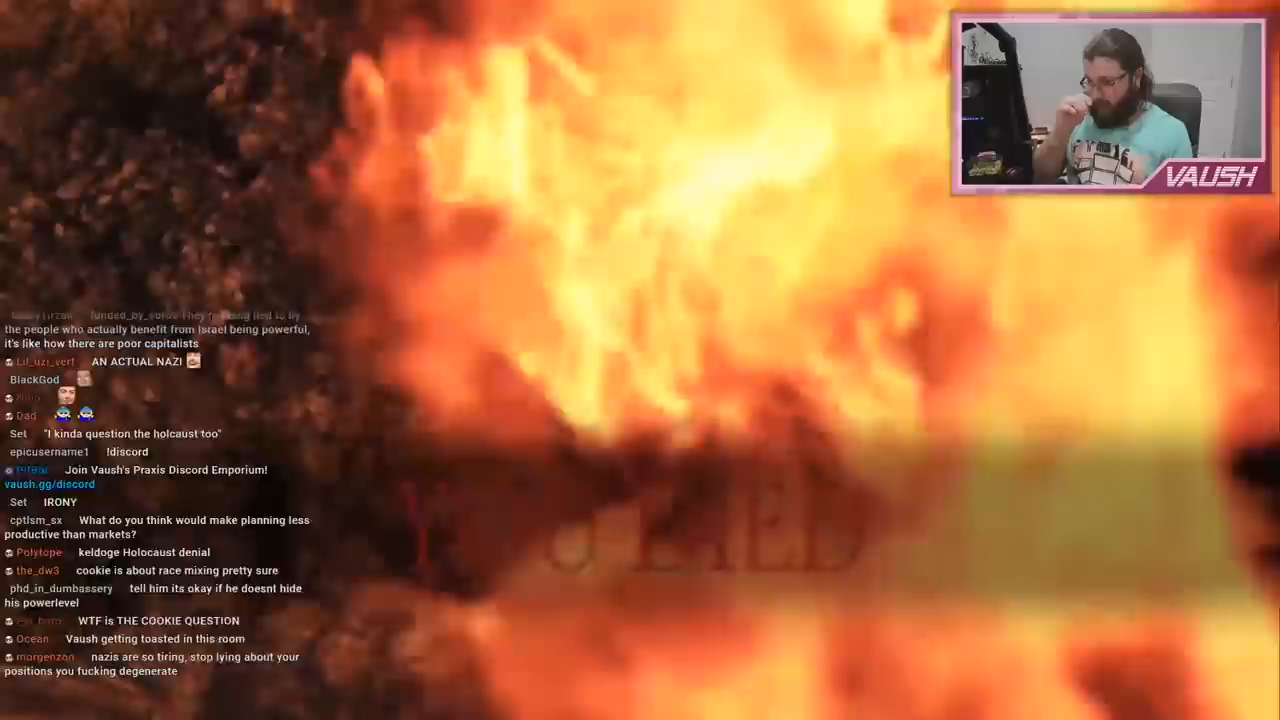 VAUSH
the people who actually benefit from Israel being powerful,
it's like how there are poor capitalists
Lil_uzi_vert AN ACTUAL NAZI
BlackGod
Dad
Set "I kinda question the holcaust too"
epicusername1 !discord
Join Vaush's Praxis Discord Emporium!
vaush.gg/discord
Set IRONY
cptlsm_sx What do you think would make planning less
productive than markets?
Polytope keldoge Holocaust denial
the_dw3 cookie is about race mixing pretty sure
phd_in_dumbassery tell him its okay if he doesnt hide
his powerlevel
WTF is THE COOKIE QUESTION
Ocean Vaush getting toasted in this room
morgenzon nazis are so tiring, stop lying about your
positions you fucking degenerate
YOU DIED